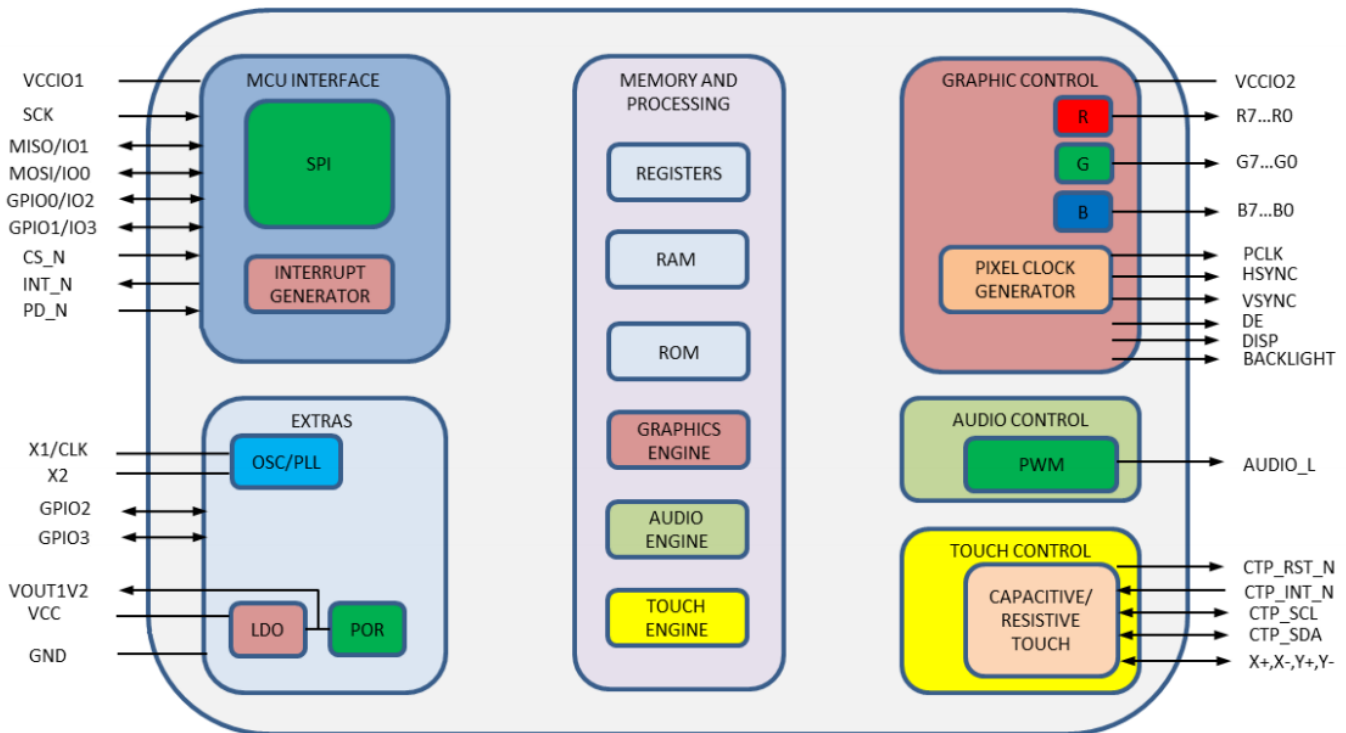 VCCIO1
SCK
MISO/IO1
MOSI/IO0
GPIO0/IO2
GPIO1/IO3
CS_N
INT_N
PD_N
MCU INTERFACE
SPI
INTERRUPT
GENERATOR
X1/CLK
X2
GPIO2
GPIO3
VOUT1V2
VCC
GND
EXTRAS
OSC/PLL
LDO
POR
MEMORY AND
PROCESSING
REGISTERS
RAM
ROM
GRAPHICS
ENGINE
AUDIO
ENGINE
TOUCH
ENGINE
GRAPHIC CONTROL
R
G
B
PIXEL CLOCK
GENERATOR
VCCIO2
R7...R0
G7...G0
B7...B0
PCLK
HSYNC
VSYNC
DE
DISP
BACKLIGHT
AUDIO CONTROL
PWM
AUDIO_L
TOUCH CONTROL
CAPACITIVE/
RESISTIVE
TOUCH
CTP_RST_N
CTP_INT_N
CTP_SCL
CTP_SDA
X+,X-,Y+,Y-